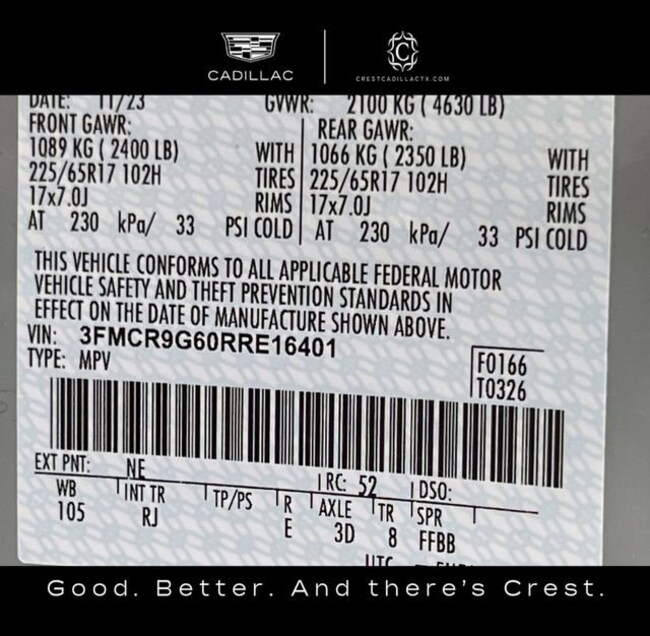 CADILLAC
CRESTCADILLACTX.COM
DATE: 11/23 GVWR: 2100 KG ( 4630 LB)
FRONT GAWR: REAR GAWR:
1089 KG ( 2400 LB) WITH 1066 KG ( 2350 LB) WITH
225/65R17 102H TIRES 225/65R17 102H TIRES
17x7.0J RIMS 17x7.0J RIMS
AT 230 kPa/ 33 PSI COLD AT 230 kPa/ 33 PSI COLD
THIS VEHICLE CONFORMS TO ALL APPLICABLE FEDERAL MOTOR
VEHICLE SAFETY AND THEFT PREVENTION STANDARDS IN
EFFECT ON THE DATE OF MANUFACTURE SHOWN ABOVE.
VIN: 3FMCR9G60RRE16401
TYPE: MPV
F0166
T0326
EXT PNT: NE RC: 52 DSO:
WB INT TR TP/PS R AXLE TR SPR
105 RJ E 3D 8 FFBB
UTC
Good. Better. And there's Crest.